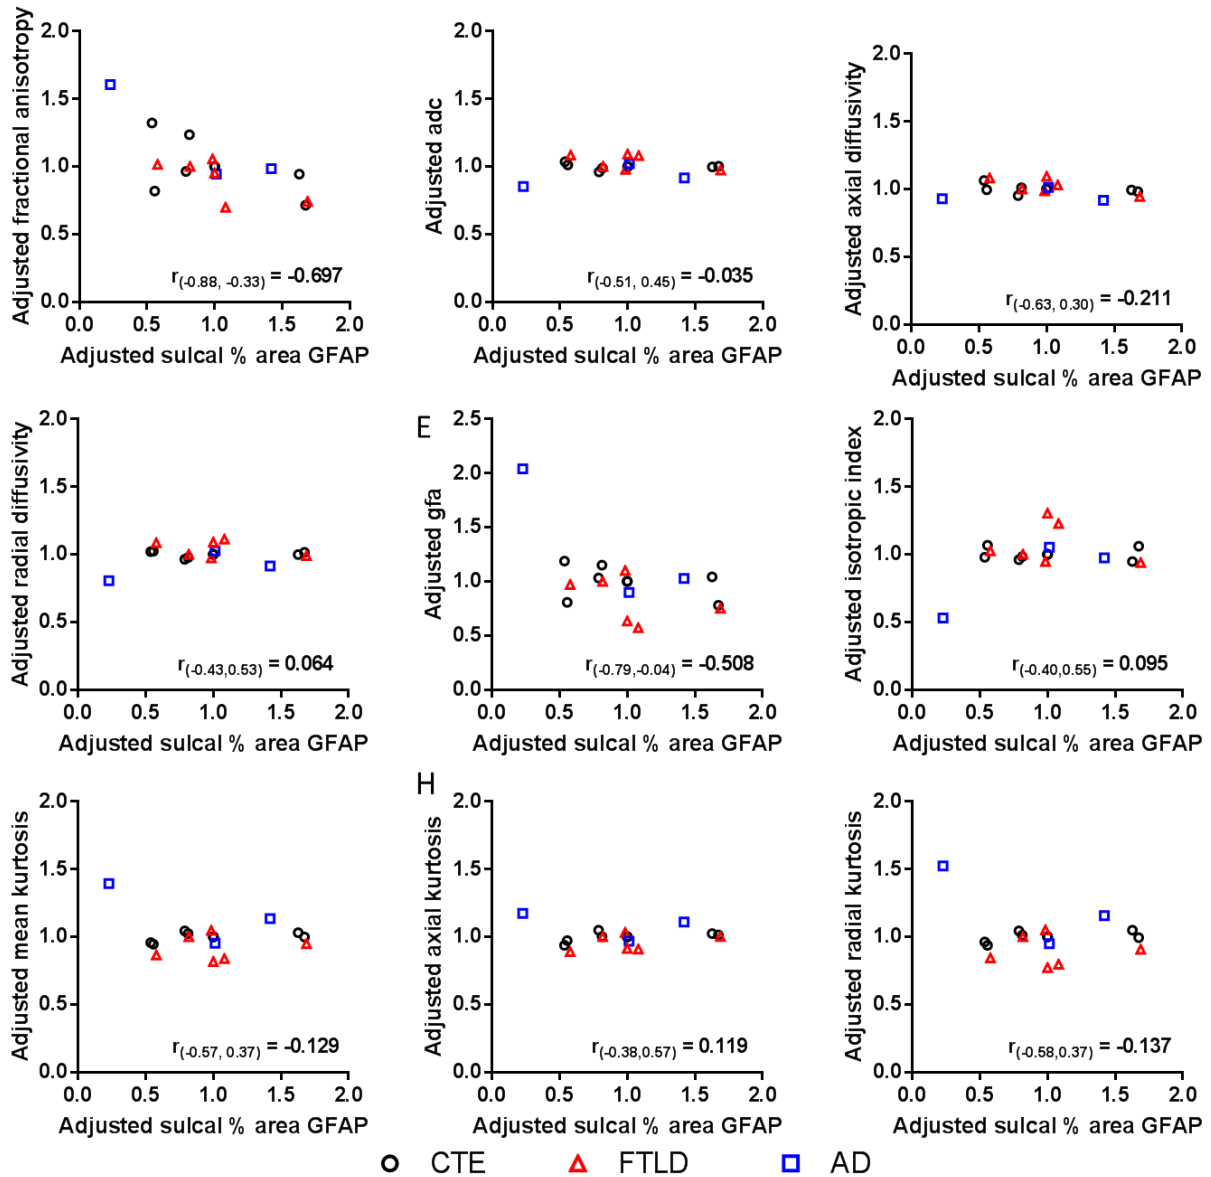 Adjusted fractional anisotropy
2.0
1.5
1.0
0.5
0.0
r(-0.88, -0.33) = -0.697
0.0 0.5 1.0 1.5 2.0
Adjusted sulcal % area GFAP
Adjusted adc
2.0
1.5
1.0
0.5
0.0
r(-0.51, 0.45) = -0.035
0.0 0.5 1.0 1.5 2.0
Adjusted sulcal % area GFAP
Adjusted axial diffusivity
2.0
1.5
1.0
0.5
0.0
r(-0.63, 0.30) = -0.211
0.0 0.5 1.0 1.5 2.0
Adjusted sulcal % area GFAP
Adjusted radial diffusivity
2.0
1.5
1.0
0.5
0.0
r(-0.43,0.53) = 0.064
0.0 0.5 1.0 1.5 2.0
Adjusted sulcal % area GFAP
E
Adjusted gfa
2.5
2.0
1.5
1.0
0.5
0.0
r(-0.79,-0.04) = -0.508
0.0 0.5 1.0 1.5 2.0
Adjusted sulcal % area GFAP
Adjusted isotropic index
2.0
1.5
1.0
0.5
0.0
r(-0.40,0.55) = 0.095
0.0 0.5 1.0 1.5 2.0
Adjusted sulcal % area GFAP
Adjusted mean kurtosis
2.0
1.5
1.0
0.5
0.0
r(-0.57, 0.37) = -0.129
0.0 0.5 1.0 1.5 2.0
Adjusted sulcal % area GFAP
H
Adjusted axial kurtosis
2.0
1.5
1.0
0.5
0.0
r(-0.38,0.57) = 0.119
0.0 0.5 1.0 1.5 2.0
Adjusted sulcal % area GFAP
Adjusted radial kurtosis
2.0
1.5
1.0
0.5
0.0
r(-0.58,0.37) = -0.137
0.0 0.5 1.0 1.5 2.0
Adjusted sulcal % area GFAP
CTE FTLD AD